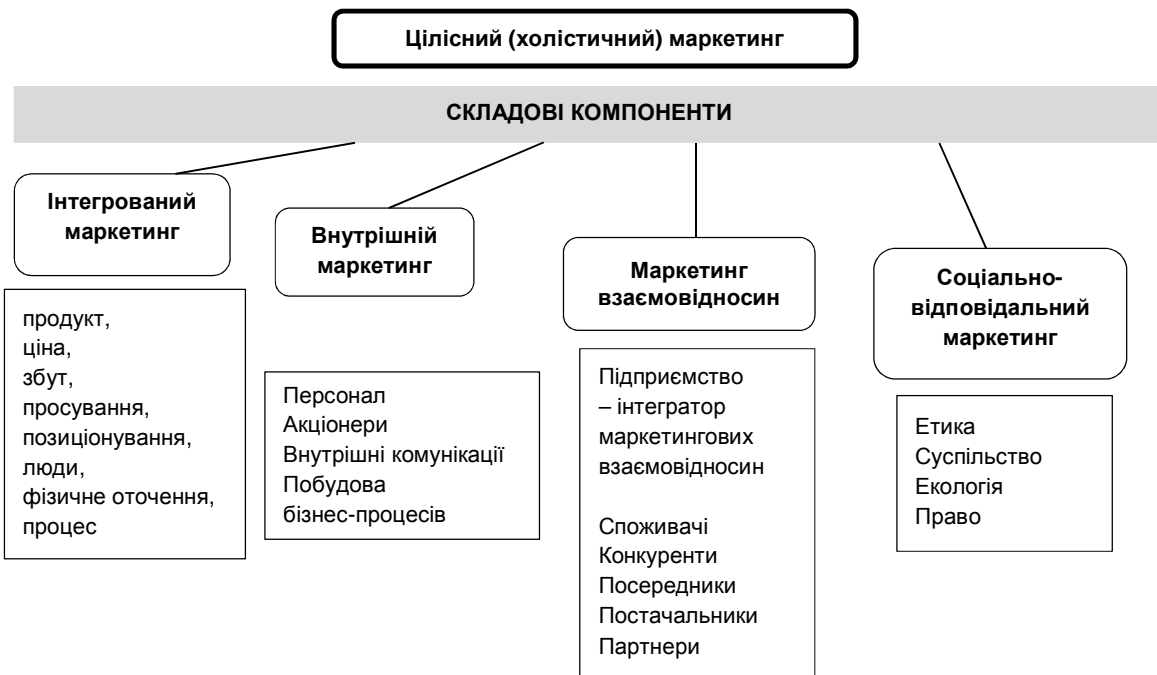 Цілісний (холістичний) маркетинг
СКЛАДОВІ КОМПОНЕНТИ
Інтегрований
маркетинг
продукт,
ціна,
збут,
просування,
позиціонування,
люди,
фізичне оточення,
процес
Внутрішній
маркетинг
Персонал
Акціонери
Внутрішні комунікації
Побудова
бізнес-процесів
Маркетинг
взаємовідносин
Підприємство
– інтегратор
маркетингових
взаємовідносин
Споживачі
Конкуренти
Посередники
Постачальники
Партнери
Соціально-
відповідальний
маркетинг
Етика
Суспільство
Екологія
Право